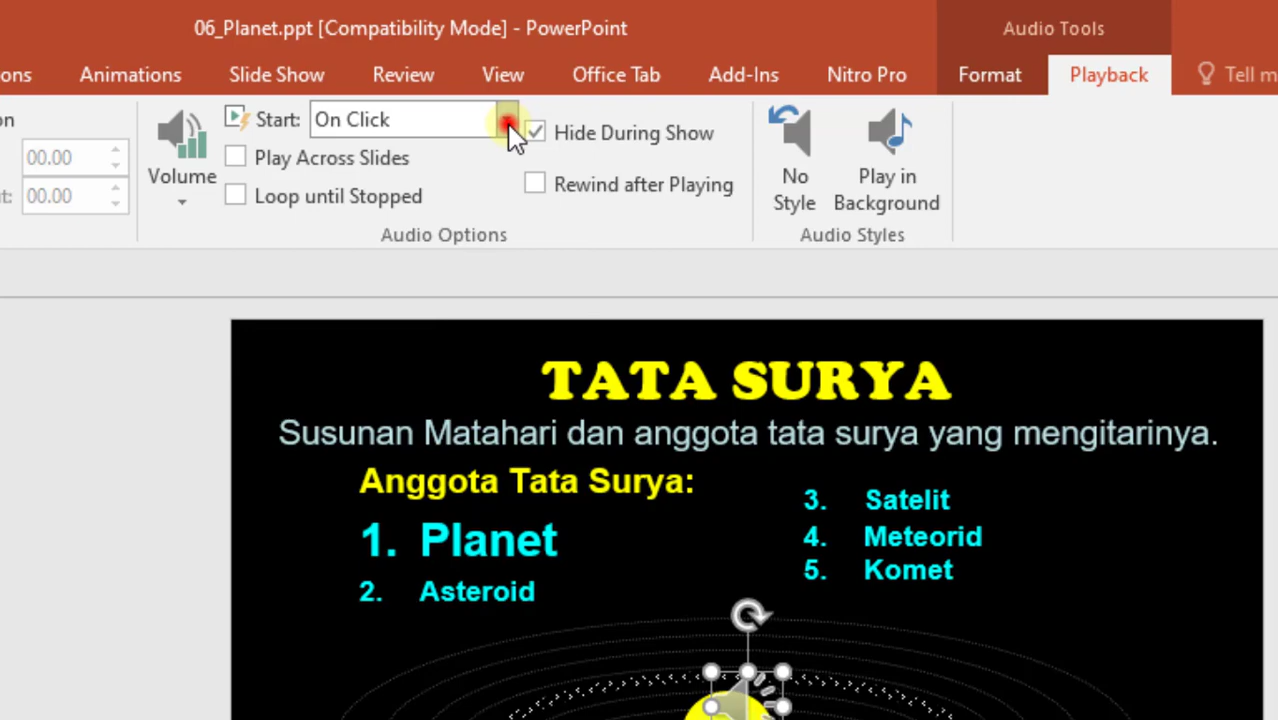 06_Planet.ppt [Compatibility Mode] - PowerPoint
Audio Tools
ons Animations Slide Show Review View Office Tab Add-Ins Nitro Pro Format Playback Tell m
on
00.00
t: 00.00
Volume
Start: On Click
Play Across Slides
Loop until Stopped
Hide During Show
Rewind after Playing
Audio Options
No Style
Play in Background
Audio Styles
TATA SURYA
Susunan Matahari dan anggota tata surya yang mengitarinya.
Anggota Tata Surya:
1. Planet
2. Asteroid
3. Satelit
4. Meteorid
5. Komet